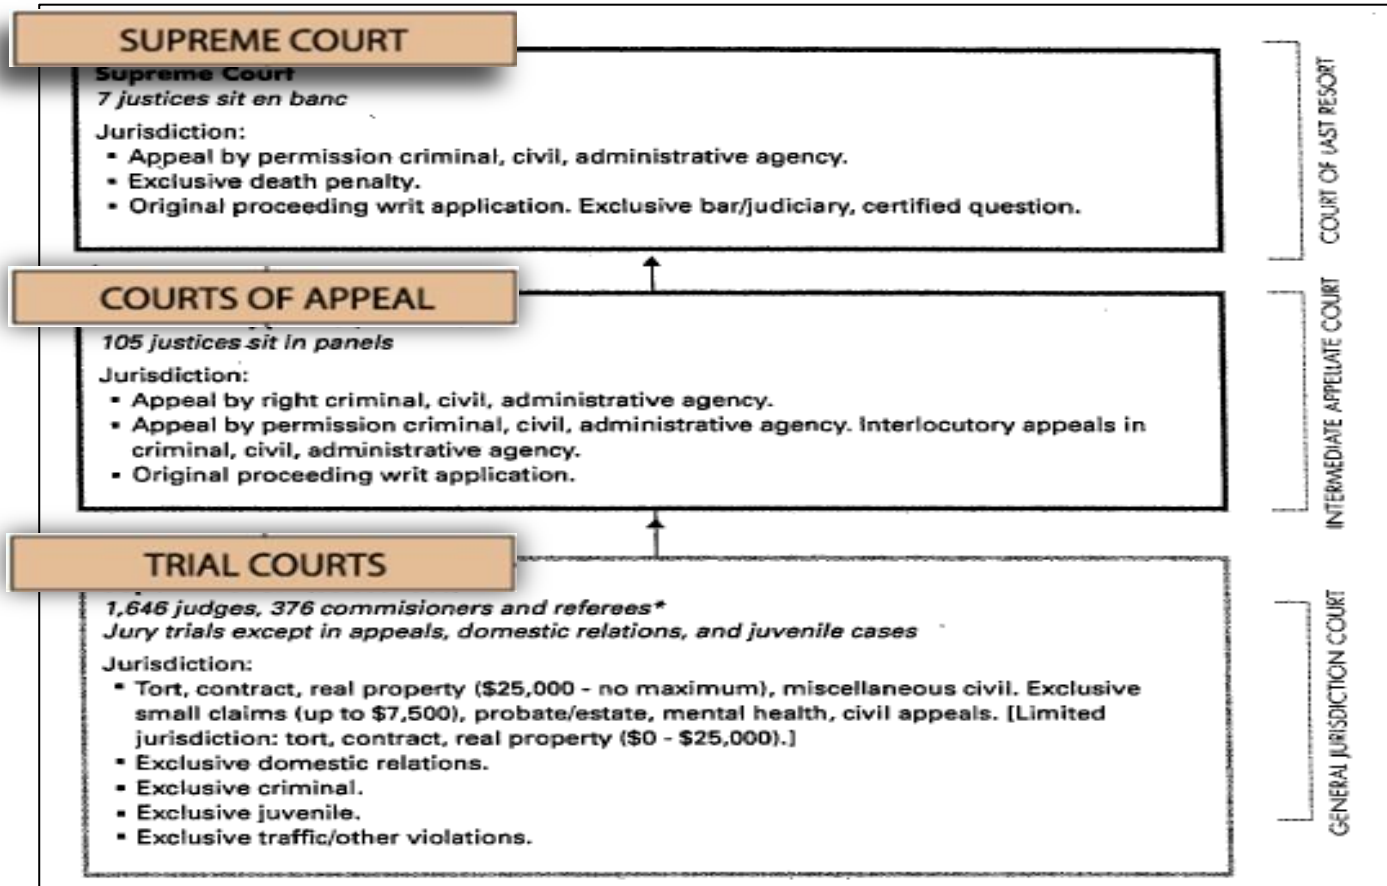 SUPREME COURT
Supreme Court
7 justices sit en banc
Jurisdiction:
▪ Appeal by permission criminal, civil, administrative agency.
▪ Exclusive death penalty.
▪ Original proceeding writ application. Exclusive bar/judiciary, certified question.
COURT OF LAST RESORT
COURTS OF APPEAL
105 justices sit in panels
Jurisdiction:
▪ Appeal by right criminal, civil, administrative agency.
▪ Appeal by permission criminal, civil, administrative agency. Interlocutory appeals in
criminal, civil, administrative agency.
▪ Original proceeding writ application.
INTERMEDIATE APPELLATE COURT
TRIAL COURTS
1,646 judges, 376 commisioners and referees*
Jury trials except in appeals, domestic relations, and juvenile cases
Jurisdiction:
▪ Tort, contract, real property ($25,000 - no maximum), miscellaneous civil. Exclusive
small claims (up to $7,500), probate/estate, mental health, civil appeals. [Limited
jurisdiction: tort, contract, real property ($0 - $25,000).]
▪ Exclusive domestic relations.
▪ Exclusive criminal.
▪ Exclusive juvenile.
▪ Exclusive traffic/other violations.
GENERAL JURISDICTION COURT